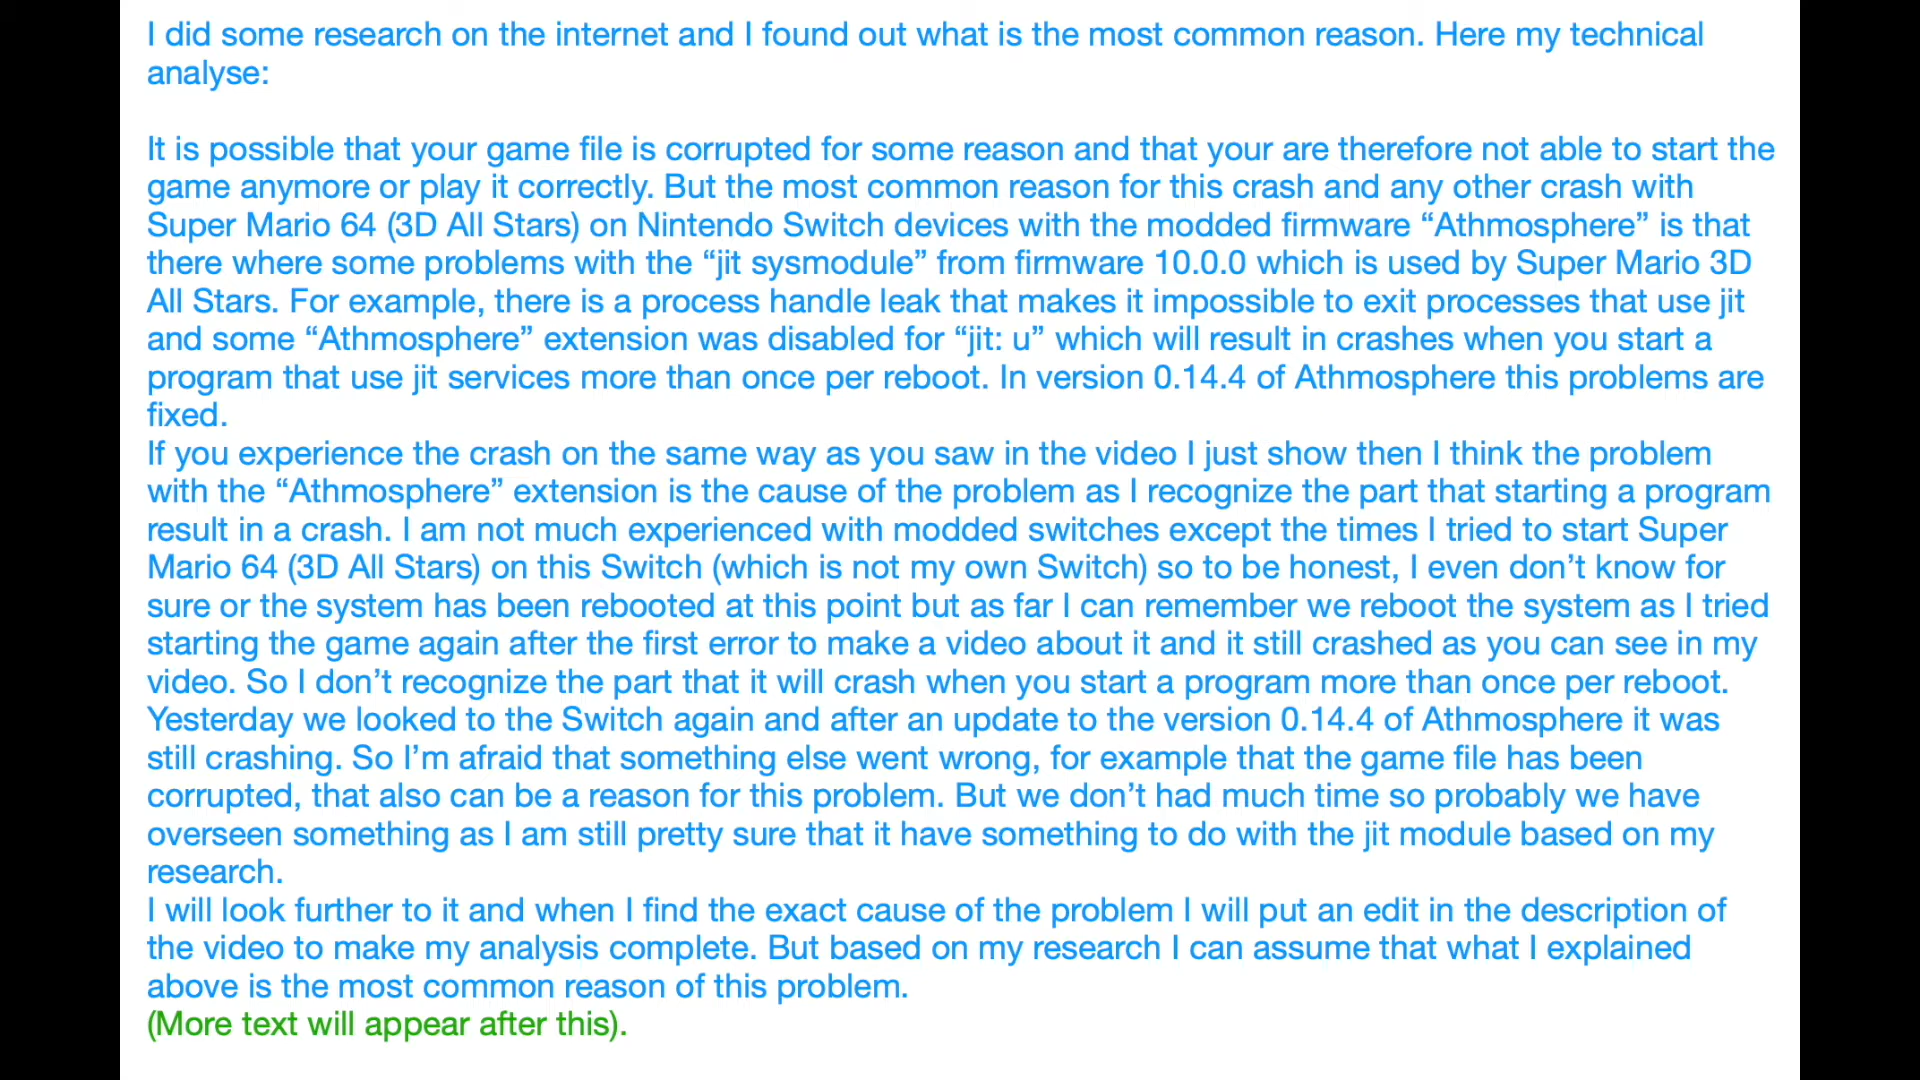 I did some research on the internet and I found out what is the most common reason. Here my technical
analyse:
It is possible that your game file is corrupted for some reason and that your are therefore not able to start the
game anymore or play it correctly. But the most common reason for this crash and any other crash with
Super Mario 64 (3D All Stars) on Nintendo Switch devices with the modded firmware “Athmosphere” is that
there where some problems with the “jit sysmodule” from firmware 10.0.0 which is used by Super Mario 3D
All Stars. For example, there is a process handle leak that makes it impossible to exit processes that use jit
and some “Athmosphere” extension was disabled for “jit: u” which will result in crashes when you start a
program that use jit services more than once per reboot. In version 0.14.4 of Athmosphere this problems are
fixed.
If you experience the crash on the same way as you saw in the video I just show then I think the problem
with the “Athmosphere” extension is the cause of the problem as I recognize the part that starting a program
result in a crash. I am not much experienced with modded switches except the times I tried to start Super
Mario 64 (3D All Stars) on this Switch (which is not my own Switch) so to be honest, I even don’t know for
sure or the system has been rebooted at this point but as far I can remember we reboot the system as I tried
starting the game again after the first error to make a video about it and it still crashed as you can see in my
video. So I don’t recognize the part that it will crash when you start a program more than once per reboot.
Yesterday we looked to the Switch again and after an update to the version 0.14.4 of Athmosphere it was
still crashing. So I’m afraid that something else went wrong, for example that the game file has been
corrupted, that also can be a reason for this problem. But we don’t had much time so probably we have
overseen something as I am still pretty sure that it have something to do with the jit module based on my
research.
I will look further to it and when I find the exact cause of the problem I will put an edit in the description of
the video to make my analysis complete. But based on my research I can assume that what I explained
above is the most common reason of this problem.
(More text will appear after this).